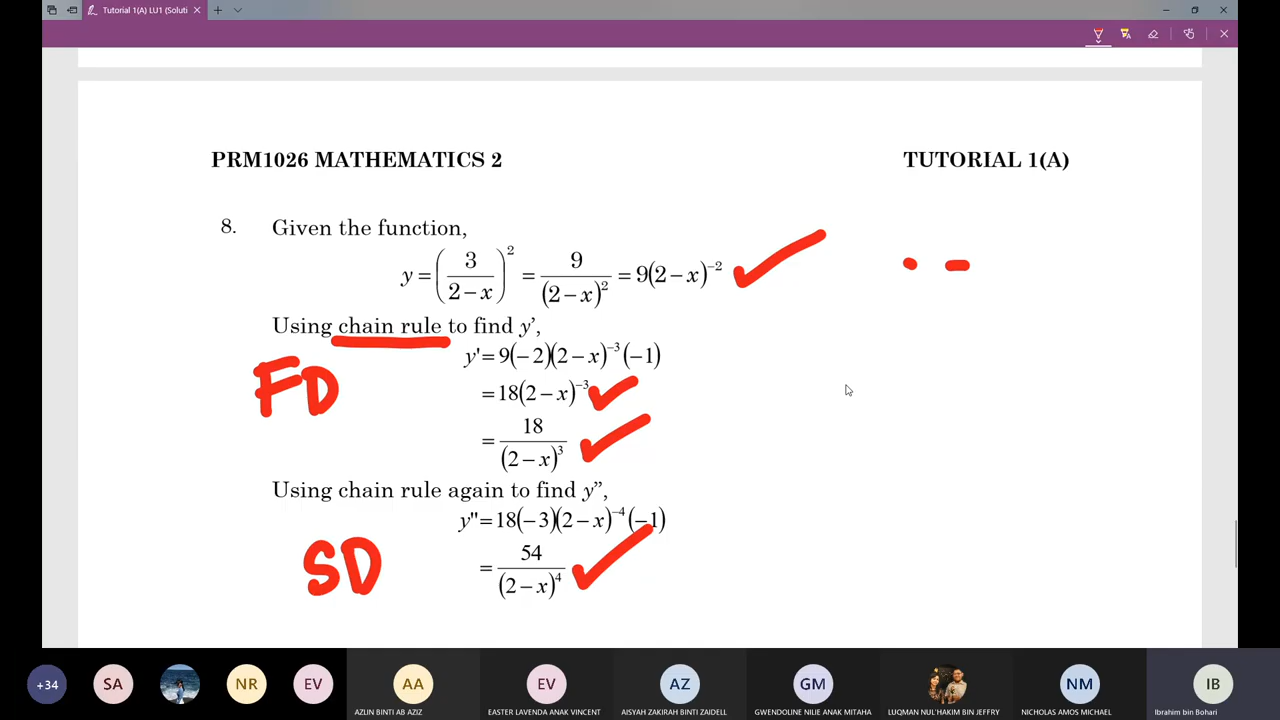 Tutorial 1(A) LU1 (Soluti
PRM1026 MATHEMATICS 2 TUTORIAL 1(A)
8. Given the function,
y = (3/(2 − x))² = 9/(2 − x)² = 9(2 − x)⁻²
Using chain rule to find y’,
y' = 9(− 2)(2 − x)⁻³(− 1)
FD
= 18(2 − x)⁻³
= 18/(2 − x)³
Using chain rule again to find y”,
y" = 18(− 3)(2 − x)⁻⁴(− 1)
SD
= 54/(2 − x)⁴
+34 SA NR EV AA EV AZ GM NM IB
AZLIN BINTI AB AZIZ EASTER LAVENDA ANAK VINCENT AISYAH ZAKIRAH BINTI ZAIDELL GWENDOLINE NILIE ANAK MITAHA LUQMAN NUL'HAKIM BIN JEFFRY NICHOLAS AMOS MICHAEL Ibrahim bin Bohari